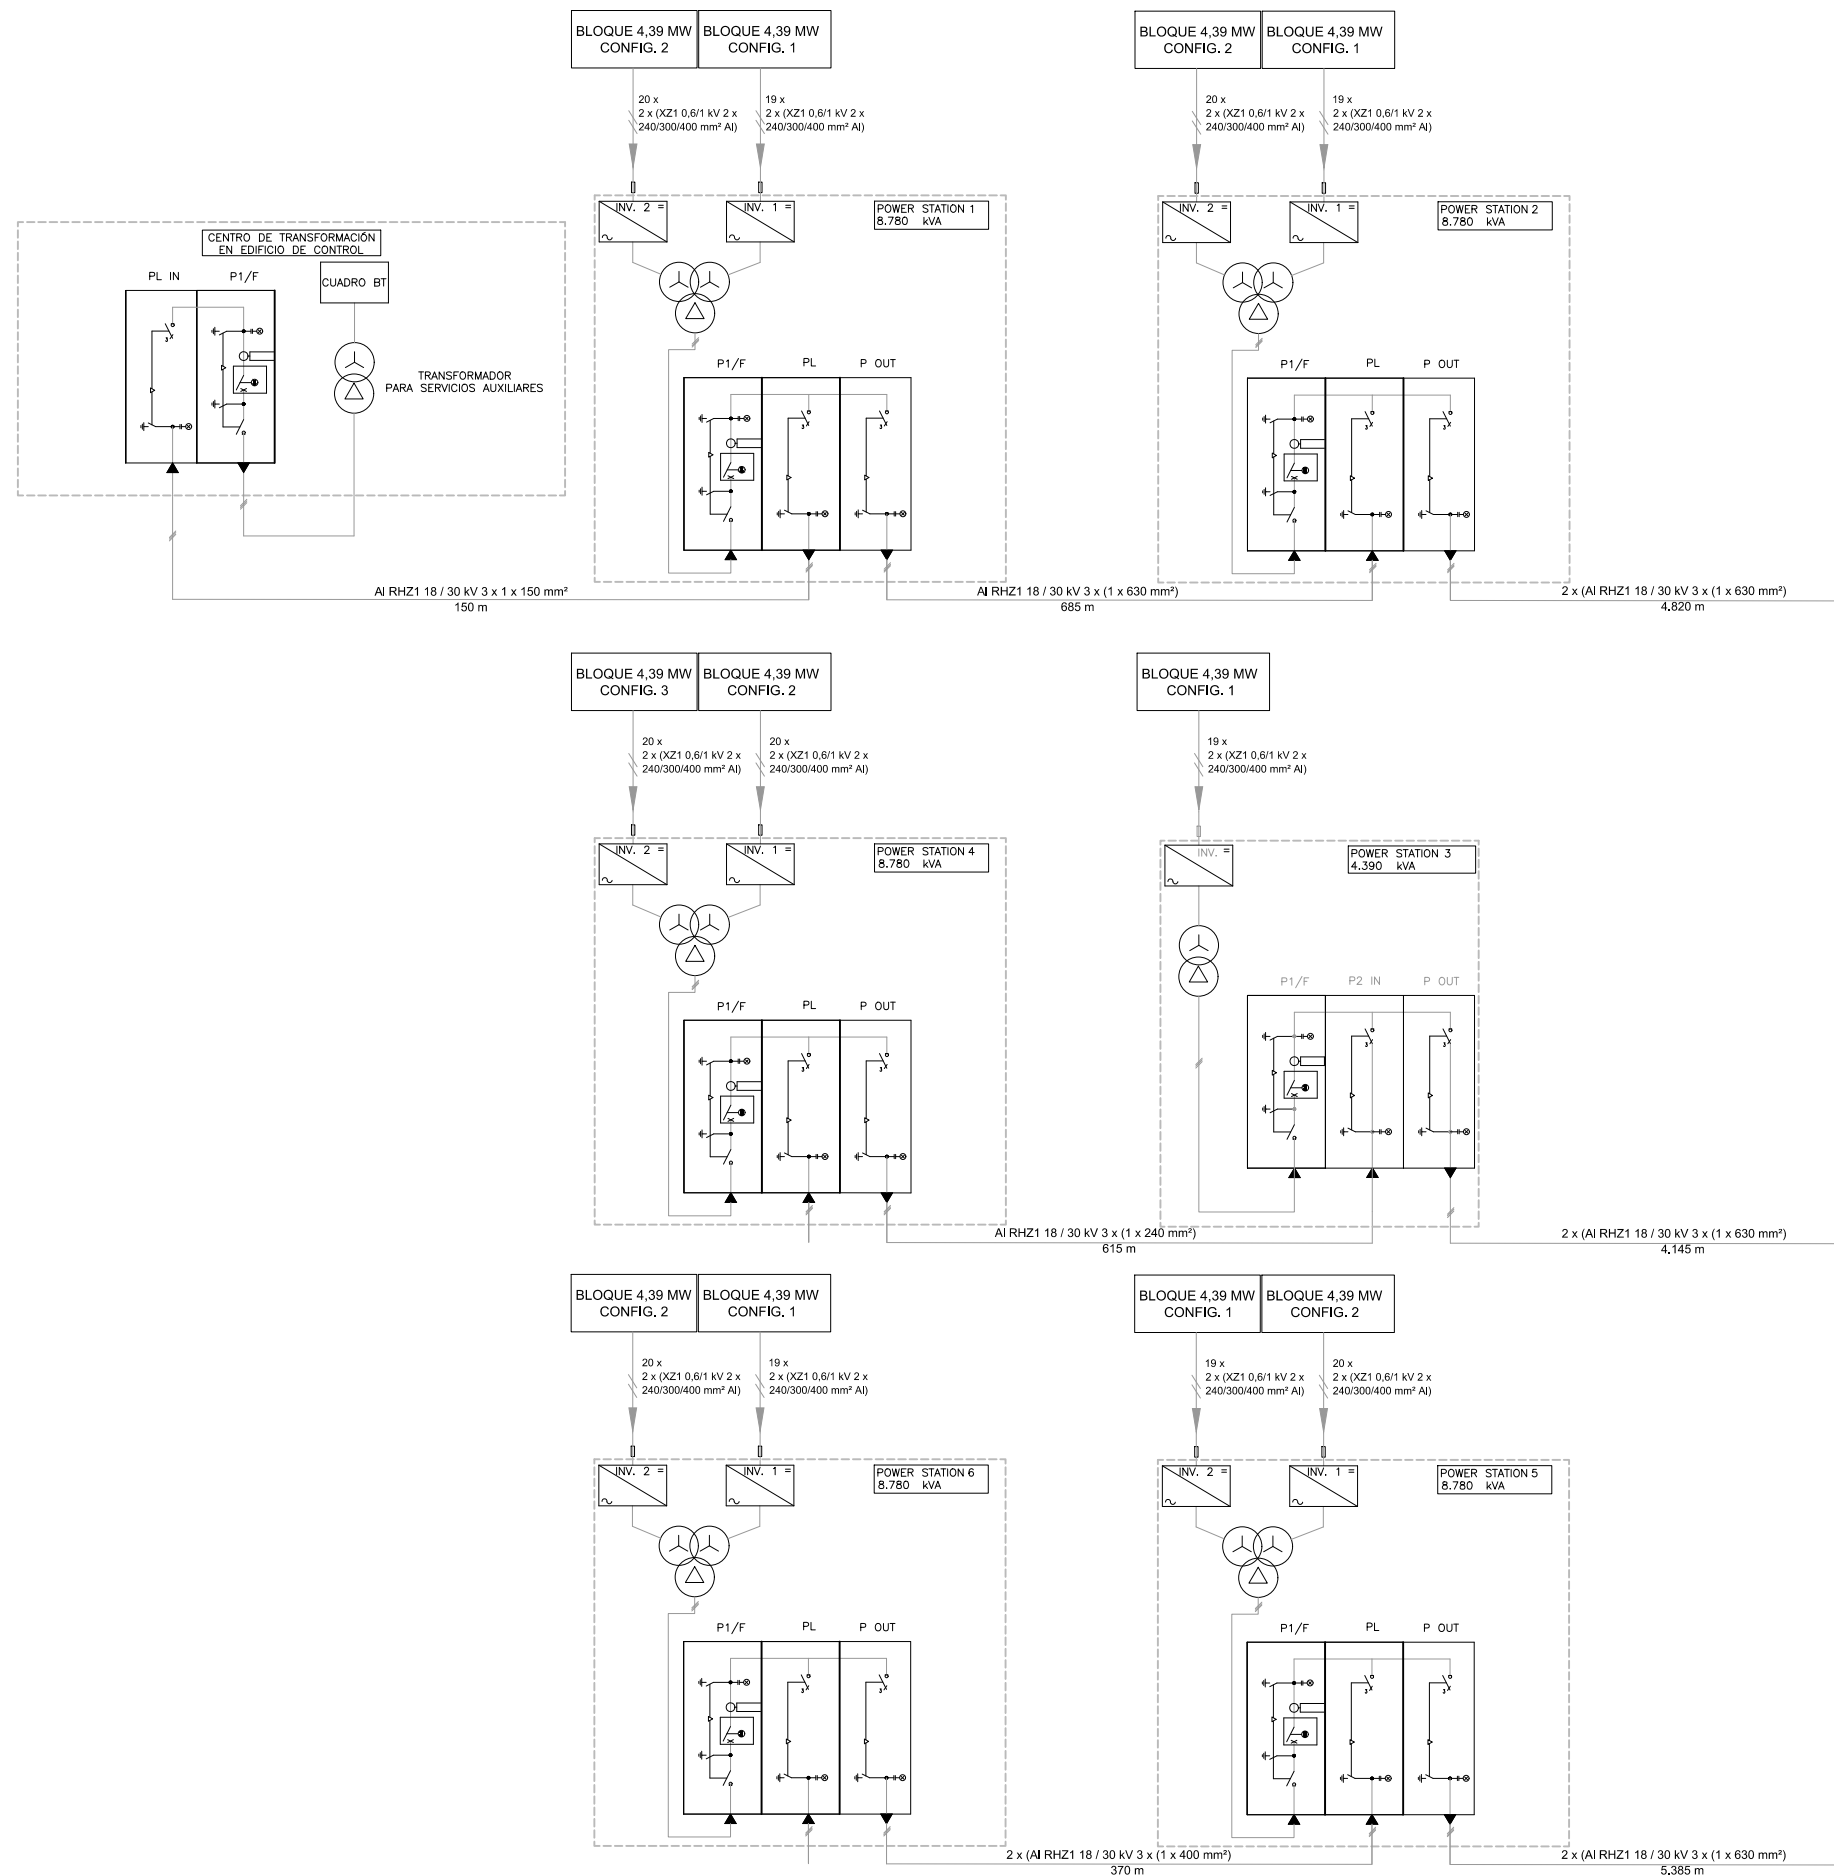 BLOQUE 4,39 MW
CONFIG. 2
BLOQUE 4,39 MW
CONFIG. 1
BLOQUE 4,39 MW
CONFIG. 2
BLOQUE 4,39 MW
CONFIG. 1
20 x
2 x (XZ1 0,6/1 kV 2 x
240/300/400 mm² Al)
19 x
2 x (XZ1 0,6/1 kV 2 x
240/300/400 mm² Al)
20 x
2 x (XZ1 0,6/1 kV 2 x
240/300/400 mm² Al)
19 x
2 x (XZ1 0,6/1 kV 2 x
240/300/400 mm² Al)
CENTRO DE TRANSFORMACIÓN
EN EDIFICIO DE CONTROL
PL IN
P1/F
CUADRO BT
TRANSFORMADOR
PARA SERVICIOS AUXILIARES
INV. 2 =
INV. 1 =
POWER STATION 1
8.780 kVA
P1/F
PL
P OUT
INV. 2 =
INV. 1 =
POWER STATION 2
8.780 kVA
P1/F
PL
P OUT
Al RHZ1 18 / 30 kV 3 x 1 x 150 mm²
150 m
Al RHZ1 18 / 30 kV 3 x (1 x 630 mm²)
685 m
2 x (Al RHZ1 18 / 30 kV 3 x (1 x 630 mm²)
4.820 m
BLOQUE 4,39 MW
CONFIG. 3
BLOQUE 4,39 MW
CONFIG. 2
BLOQUE 4,39 MW
CONFIG. 1
20 x
2 x (XZ1 0,6/1 kV 2 x
240/300/400 mm² Al)
20 x
2 x (XZ1 0,6/1 kV 2 x
240/300/400 mm² Al)
19 x
2 x (XZ1 0,6/1 kV 2 x
240/300/400 mm² Al)
INV. 2 =
INV. 1 =
POWER STATION 4
8.780 kVA
P1/F
PL
P OUT
INV. =
POWER STATION 3
4.390 kVA
P1/F
P2 IN
P OUT
Al RHZ1 18 / 30 kV 3 x (1 x 240 mm²)
615 m
2 x (Al RHZ1 18 / 30 kV 3 x (1 x 630 mm²)
4.145 m
BLOQUE 4,39 MW
CONFIG. 2
BLOQUE 4,39 MW
CONFIG. 1
BLOQUE 4,39 MW
CONFIG. 1
BLOQUE 4,39 MW
CONFIG. 2
20 x
2 x (XZ1 0,6/1 kV 2 x
240/300/400 mm² Al)
19 x
2 x (XZ1 0,6/1 kV 2 x
240/300/400 mm² Al)
19 x
2 x (XZ1 0,6/1 kV 2 x
240/300/400 mm² Al)
20 x
2 x (XZ1 0,6/1 kV 2 x
240/300/400 mm² Al)
INV. 2 =
INV. 1 =
POWER STATION 6
8.780 kVA
P1/F
PL
P OUT
INV. 2 =
INV. 1 =
POWER STATION 5
8.780 kVA
P1/F
PL
P OUT
2 x (Al RHZ1 18 / 30 kV 3 x (1 x 400 mm²)
370 m
2 x (Al RHZ1 18 / 30 kV 3 x (1 x 630 mm²)
5.385 m